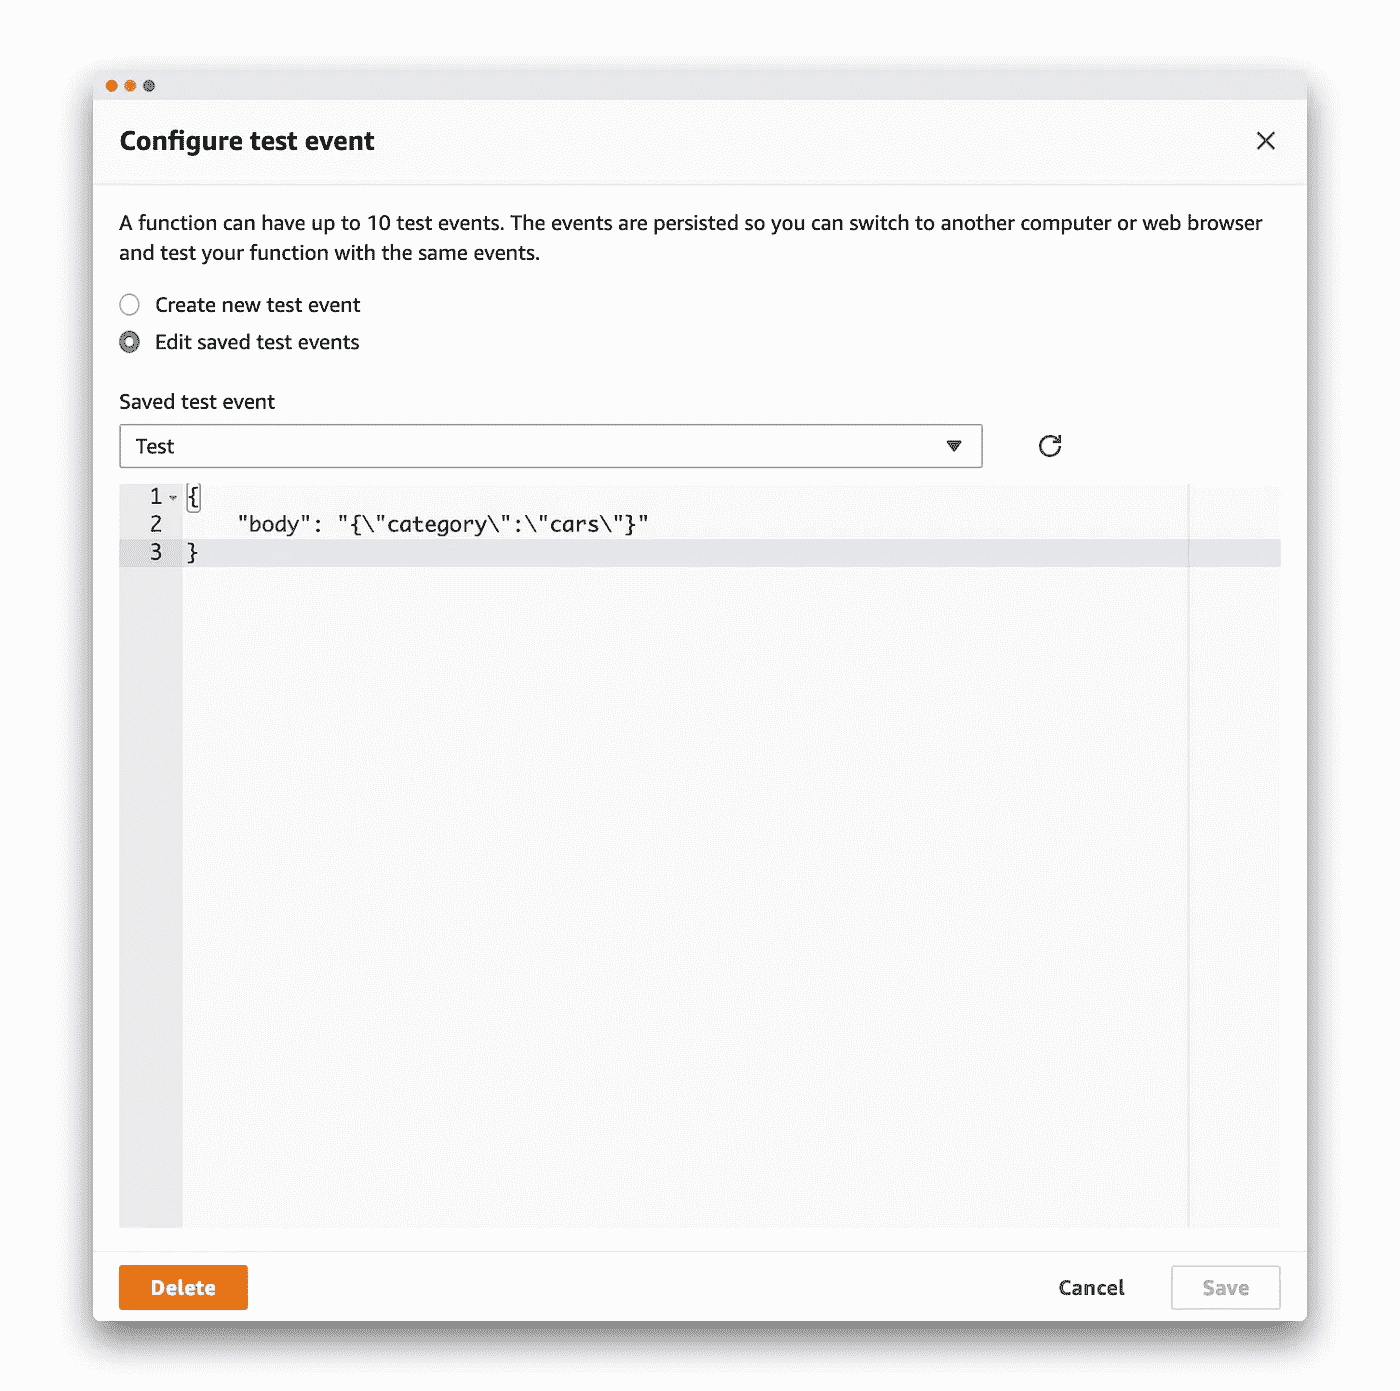 Configure test event
A function can have up to 10 test events. The events are persisted so you can switch to another computer or web browser
and test your function with the same events.
Create new test event
Edit saved test events
Saved test event
Test
1 {
2     "body": "{\"category\":\"cars\"}"
3 }
Delete
Cancel
Save